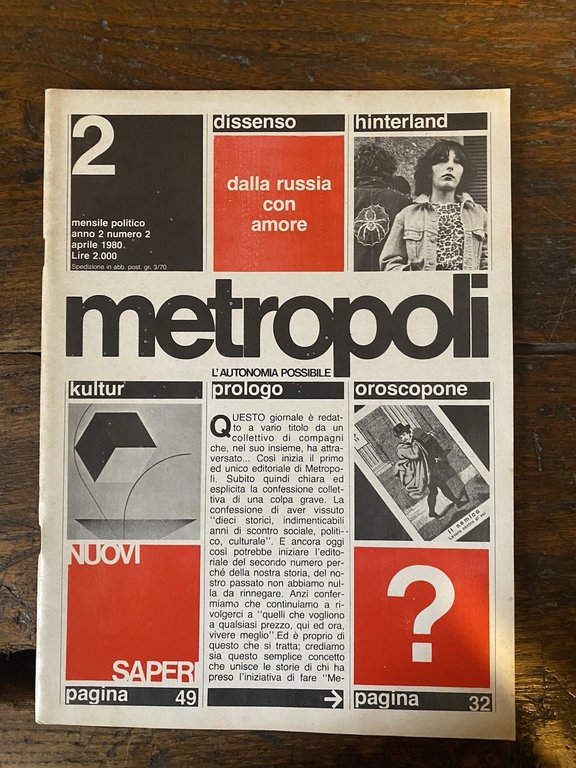 2
mensile politico
anno 2 numero 2
aprile 1980.
Lire 2.000
Spedizione in abb. post. gr. 3/70
dissenso
dalla russia
con
amore
hinterland
metropoli
L'AUTONOMIA POSSIBILE
kultur
NUOVI
SAPERI
pagina 49
prologo
QUESTO giornale è redat-
to a vario titolo da un
collettivo di compagni
che, nel suo insieme, ha attra-
versato... Così inizia il primo
ed unico editoriale di Metropo-
li. Subito quindi chiara ed
esplicita la confessione collet-
tiva di una colpa grave. La
confessione di aver vissuto
"dieci storici, indimenticabili
anni di scontro sociale, politi-
co, culturale". E ancora oggi
così potrebbe iniziare l'edito-
riale del secondo numero per-
ché della nostra storia, del no-
stro passato non abbiamo nul-
la da rinnegare. Anzi confer-
miamo che continuiamo a ri-
volgerci a "quelli che vogliono
a qualsiasi prezzo, qui ed ora,
vivere meglio".Ed è proprio di
questo che si tratta; crediamo
sia questo semplice concetto
che unisce le storie di chi ha
preso l'iniziativa di fare "Me-
oroscopone
il nemico
?
pagina 32